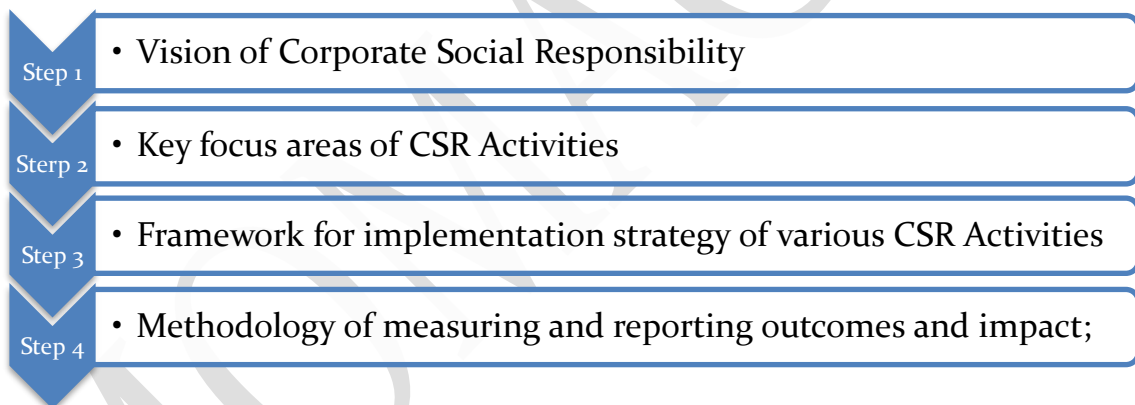 Step 1
• Vision of Corporate Social Responsibility
Sterp 2
• Key focus areas of CSR Activities
Step 3
• Framework for implementation strategy of various CSR Activities
Step 4
• Methodology of measuring and reporting outcomes and impact;